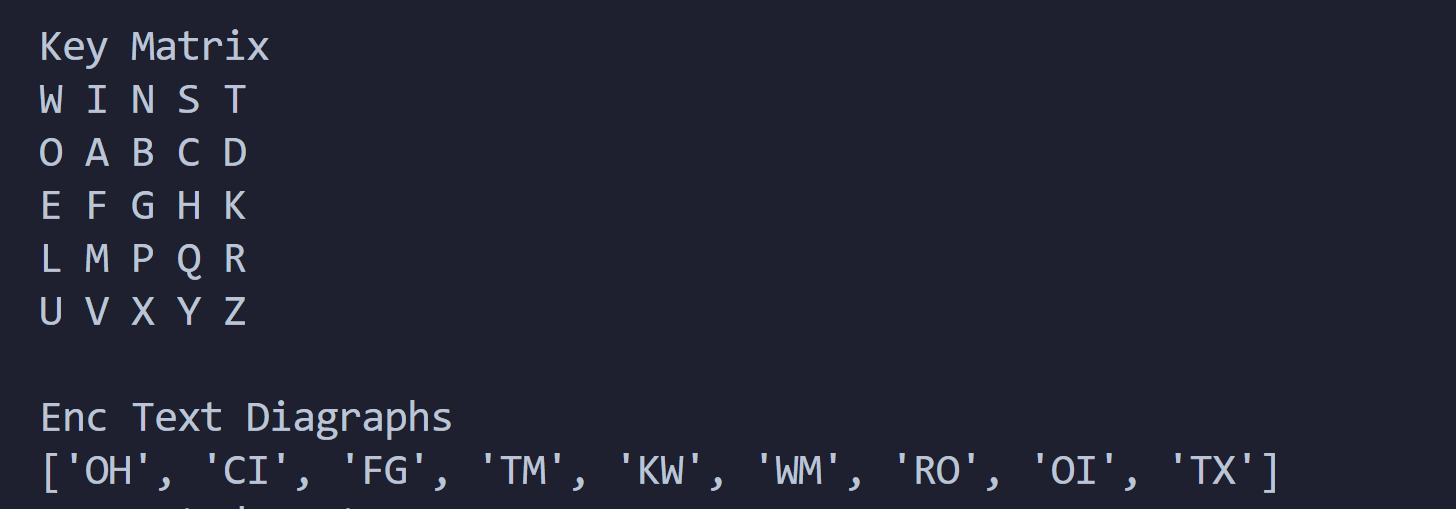 Key Matrix
W I N S T
O A B C D
E F G H K
L M P Q R
U V X Y Z
Enc Text Diagraphs
['OH', 'CI', 'FG', 'TM', 'KW', 'WM', 'RO', 'OI', 'TX']